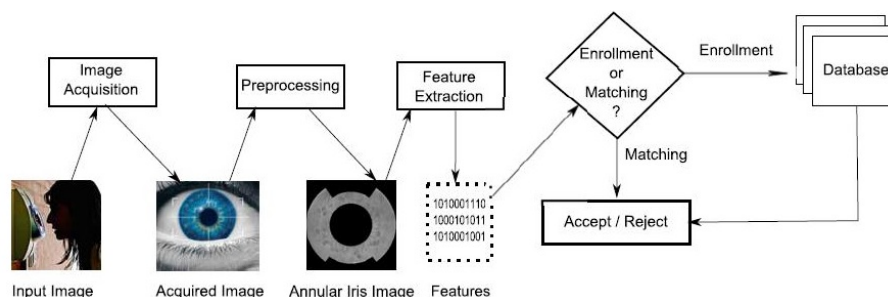 Image
Acquisition
Preprocessing
Feature
Extraction
Enrollment
or
Matching
?
Enrollment
Database
Matching
Accept / Reject
1010001110
1000101011
1010001001
Input Image
Acquired Image
Annular Iris Image
Features